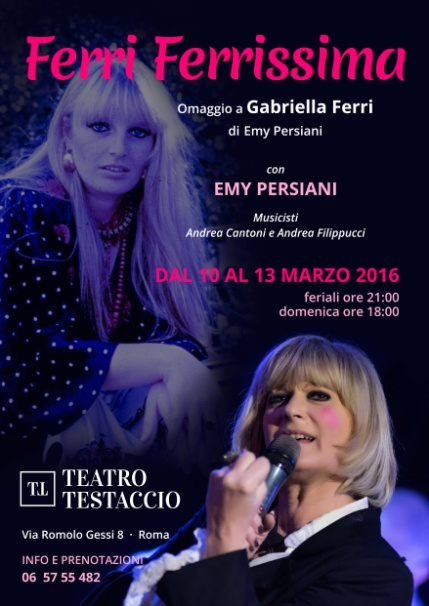 Ferri Ferrissima
Omaggio a Gabriella Ferri
di Emy Persiani
con
EMY PERSIANI
Musicisti
Andrea Cantoni e Andrea Filippucci
DAL 10 AL 13 MARZO 2016
feriali ore 21:00
domenica ore 18:00
T.T TEATRO
TESTACCIO
Via Romolo Gessi 8 · Roma
INFO E PRENOTAZIONI
06 57 55 482